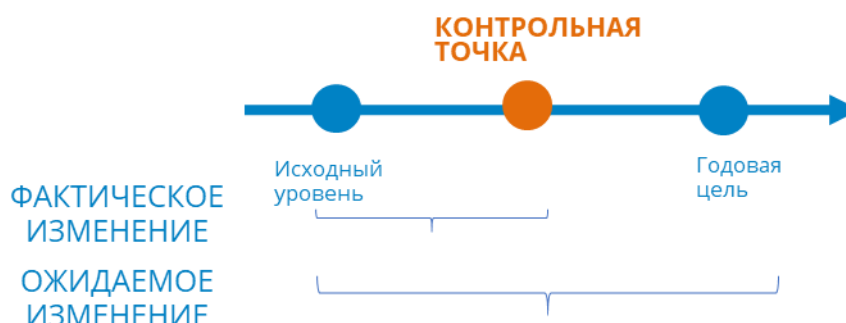 КОНТРОЛЬНАЯ
ТОЧКА
Исходный
уровень
Годовая
цель
ФАКТИЧЕСКОЕ
ИЗМЕНЕНИЕ
ОЖИДАЕМОЕ
ИЗМЕНЕНИЕ